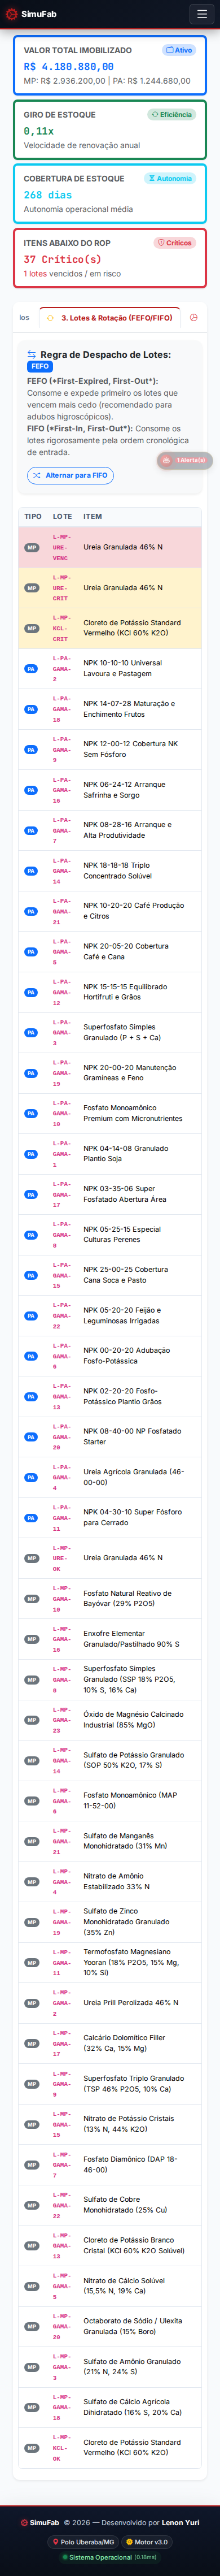 SimuFab
VALOR TOTAL IMOBILIZADO
Ativo
R$ 4.180.880,00
MP: R$ 2.936.200,00 | PA: R$ 1.244.680,00
GIRO DE ESTOQUE
Eficiência
0,11x
Velocidade de renovação anual
COBERTURA DE ESTOQUE
Autonomia
268 dias
Autonomia operacional média
ITENS ABAIXO DO ROP
Críticos
37 Crítico(s)
1 lotes vencidos / em risco
los
3. Lotes & Rotação (FEFO/FIFO)
Regra de Despacho de Lotes:
FEFO
FEFO (*First-Expired, First-Out*):
Consome e expede primeiro os lotes que
vencem mais cedo (recomendado para
adubos higroscópicos).
FIFO (*First-In, First-Out*): Consome os
lotes rigorosamente pela ordem cronológica
de entrada.
1 Alerta(s)
Alternar para FIFO
TIPO LOTE ITEM
MP L-MP-URE-VENC Ureia Granulada 46% N
MP L-MP-URE-CRIT Ureia Granulada 46% N
MP L-MP-KCL-CRIT Cloreto de Potássio Standard Vermelho (KCl 60% K2O)
PA L-PA-GAMA-2 NPK 10-10-10 Universal Lavoura e Pastagem
PA L-PA-GAMA-18 NPK 14-07-28 Maturação e Enchimento Frutos
PA L-PA-GAMA-9 NPK 12-00-12 Cobertura NK Sem Fósforo
PA L-PA-GAMA-16 NPK 06-24-12 Arranque Safrinha e Sorgo
PA L-PA-GAMA-7 NPK 08-28-16 Arranque e Alta Produtividade
PA L-PA-GAMA-14 NPK 18-18-18 Triplo Concentrado Solúvel
PA L-PA-GAMA-21 NPK 10-20-20 Café Produção e Citros
PA L-PA-GAMA-5 NPK 20-05-20 Cobertura Café e Cana
PA L-PA-GAMA-12 NPK 15-15-15 Equilibrado Hortifruti e Grãos
PA L-PA-GAMA-3 Superfosfato Simples Granulado (P + S + Ca)
PA L-PA-GAMA-19 NPK 20-00-20 Manutenção Gramíneas e Feno
PA L-PA-GAMA-10 Fosfato Monoamônico Premium com Micronutrientes
PA L-PA-GAMA-1 NPK 04-14-08 Granulado Plantio Soja
PA L-PA-GAMA-17 NPK 03-35-06 Super Fosfatado Abertura Área
PA L-PA-GAMA-8 NPK 05-25-15 Especial Culturas Perenes
PA L-PA-GAMA-15 NPK 25-00-25 Cobertura Cana Soca e Pasto
PA L-PA-GAMA-22 NPK 05-20-20 Feijão e Leguminosas Irrigadas
PA L-PA-GAMA-6 NPK 00-20-20 Adubação Fosfo-Potássica
PA L-PA-GAMA-13 NPK 02-20-20 Fosfo-Potássico Plantio Grãos
PA L-PA-GAMA-20 NPK 08-40-00 NP Fosfatado Starter
PA L-PA-GAMA-4 Ureia Agrícola Granulada (46-00-00)
PA L-PA-GAMA-11 NPK 04-30-10 Super Fósforo para Cerrado
MP L-MP-URE-OK Ureia Granulada 46% N
MP L-MP-GAMA-10 Fosfato Natural Reativo de Bayóvar (29% P2O5)
MP L-MP-GAMA-16 Enxofre Elementar Granulado/Pastilhado 90% S
MP L-MP-GAMA-8 Superfosfato Simples Granulado (SSP 18% P2O5, 10% S, 16% Ca)
MP L-MP-GAMA-23 Óxido de Magnésio Calcinado Industrial (85% MgO)
MP L-MP-GAMA-14 Sulfato de Potássio Granulado (SOP 50% K2O, 17% S)
MP L-MP-GAMA-6 Fosfato Monoamônico (MAP 11-52-00)
MP L-MP-GAMA-21 Sulfato de Manganês Monohidratado (31% Mn)
MP L-MP-GAMA-4 Nitrato de Amônio Estabilizado 33% N
MP L-MP-GAMA-19 Sulfato de Zinco Monohidratado Granulado (35% Zn)
MP L-MP-GAMA-11 Termofosfato Magnesiano Yooran (18% P2O5, 15% Mg, 10% Si)
MP L-MP-GAMA-2 Ureia Prill Perolizada 46% N
MP L-MP-GAMA-17 Calcário Dolomítico Filler (32% Ca, 15% Mg)
MP L-MP-GAMA-9 Superfosfato Triplo Granulado (TSP 46% P2O5, 10% Ca)
MP L-MP-GAMA-15 Nitrato de Potássio Cristais (13% N, 44% K2O)
MP L-MP-GAMA-7 Fosfato Diamônico (DAP 18-46-00)
MP L-MP-GAMA-22 Sulfato de Cobre Monohidratado (25% Cu)
MP L-MP-GAMA-13 Cloreto de Potássio Branco Cristal (KCl 60% K2O Solúvel)
MP L-MP-GAMA-5 Nitrato de Cálcio Solúvel (15,5% N, 19% Ca)
MP L-MP-GAMA-20 Octaborato de Sódio / Ulexita Granulada (15% Boro)
MP L-MP-GAMA-3 Sulfato de Amônio Granulado (21% N, 24% S)
MP L-MP-GAMA-18 Sulfato de Cálcio Agrícola Dihidratado (16% S, 20% Ca)
MP L-MP-KCL-OK Cloreto de Potássio Standard Vermelho (KCl 60% K2O)
SimuFab © 2026 — Desenvolvido por Lenon Yuri
Polo Uberaba/MG Motor v3.0
Sistema Operacional (0.18ms)